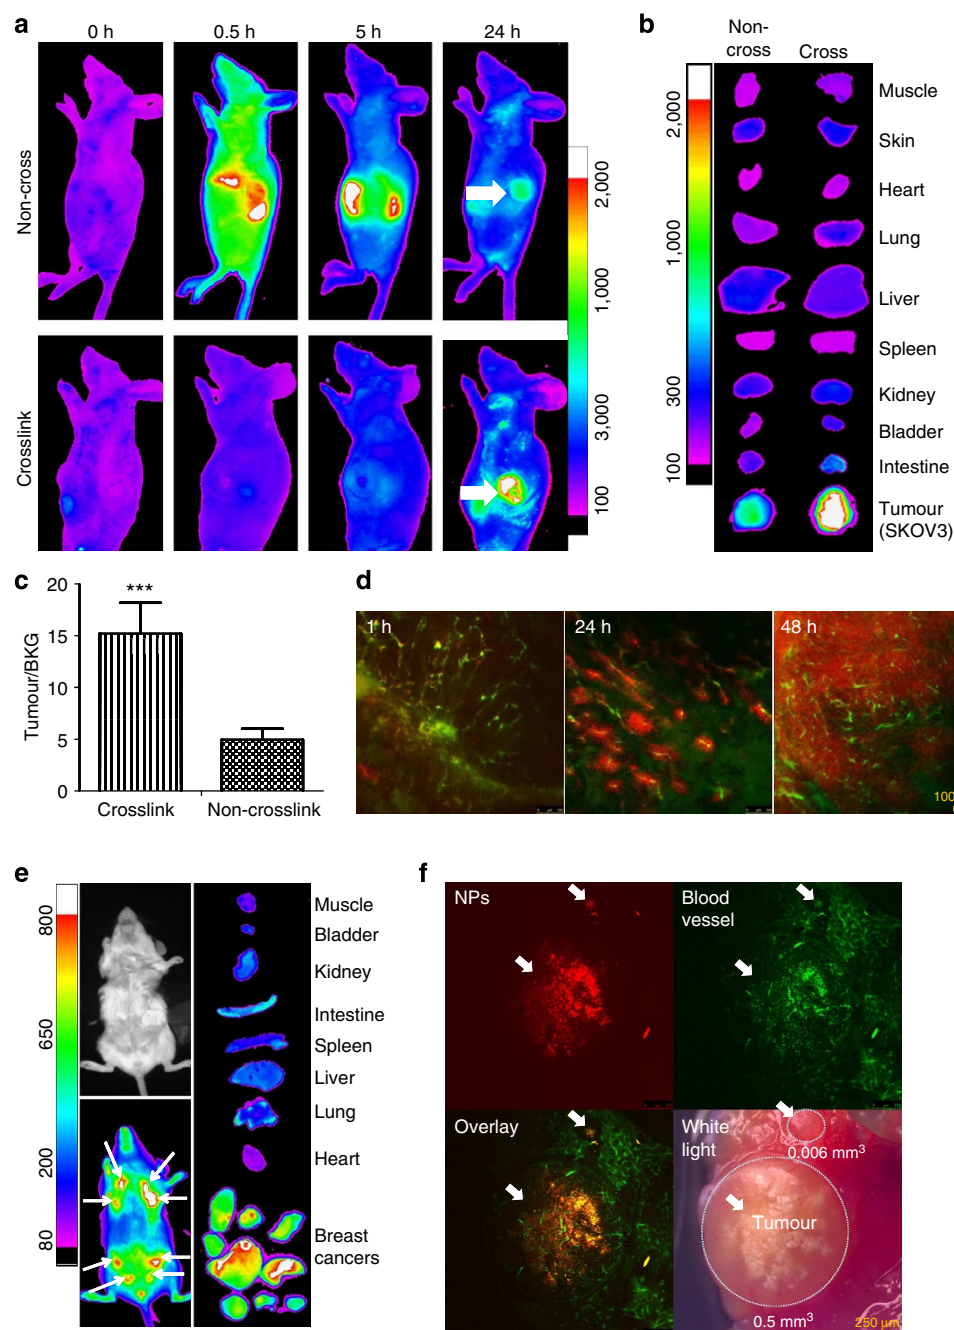 a
0 h
0.5 h
5 h
24 h
Non-cross
Crosslink
2,000
1,000
3,000
100
b
Non-
cross
Cross
2,000
1,000
300
100
Muscle
Skin
Heart
Lung
Liver
Spleen
Kidney
Bladder
Intestine
Tumour
(SKOV3)
c
Tumour/BKG
20
15
10
5
0
***
Crosslink
Non-crosslink
d
1 h
24 h
48 h
100
e
800
650
200
80
Muscle
Bladder
Kidney
Intestine
Spleen
Liver
Lung
Heart
Breast
cancers
f
NPs
Blood
vessel
Overlay
White
light
0.006 mm³
Tumour
0.5 mm³
250 µm